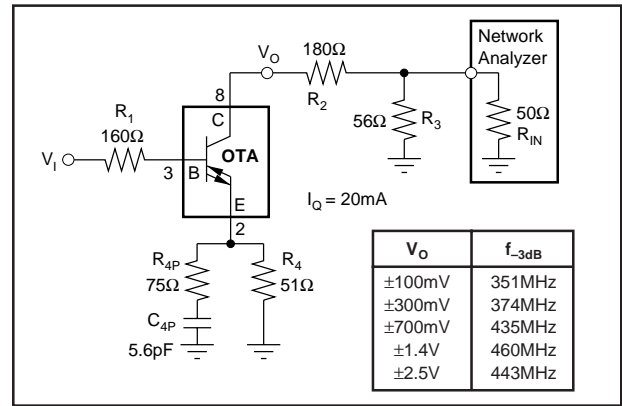 Network
Analyzer
V_O
180Ω
R_2
8
C
R_1
160Ω
V_I
3
B
OTA
56Ω
R_3
50Ω
R_IN
I_Q = 20mA
E
2
R_4P
75Ω
R_4
51Ω
C_4P
5.6pF
V_O f_–3dB
±100mV 351MHz
±300mV 374MHz
±700mV 435MHz
±1.4V 460MHz
±2.5V 443MHz